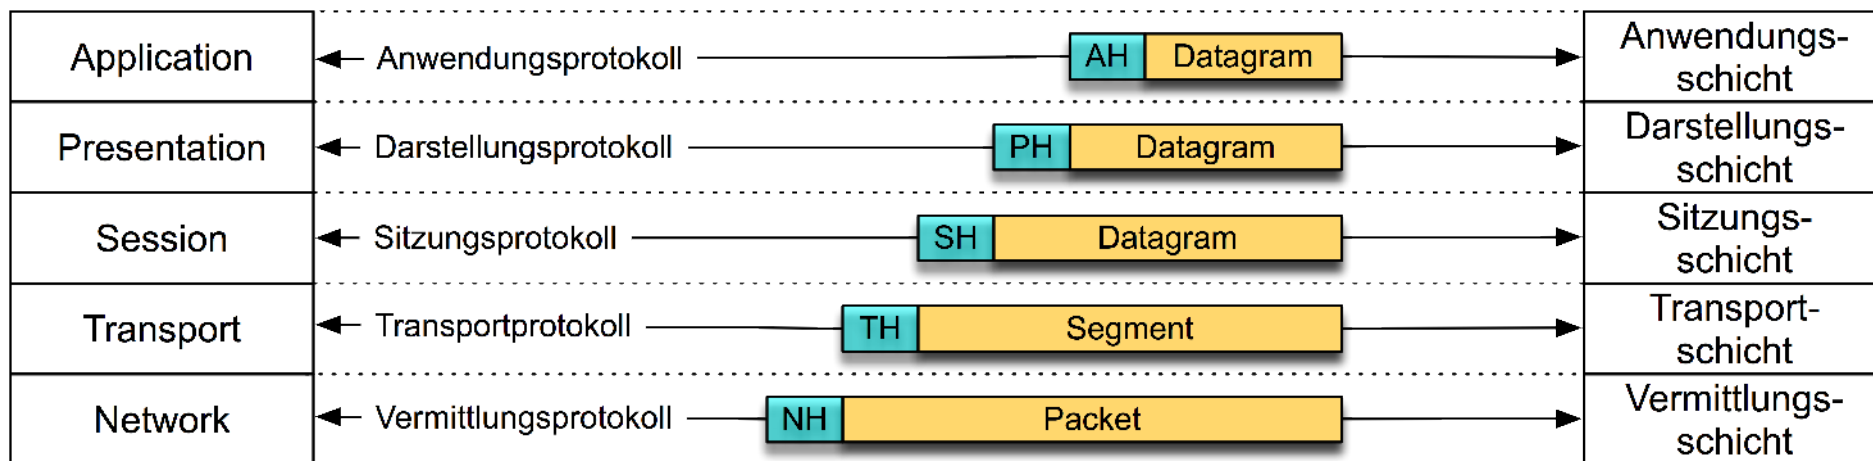 Application
Anwendungsprotokoll
AH
Datagram
Anwendungs-
schicht
Presentation
Darstellungsprotokoll
PH
Datagram
Darstellungs-
schicht
Session
Sitzungsprotokoll
SH
Datagram
Sitzungs-
schicht
Transport
Transportprotokoll
TH
Segment
Transport-
schicht
Network
Vermittlungsprotokoll
NH
Packet
Vermittlungs-
schicht